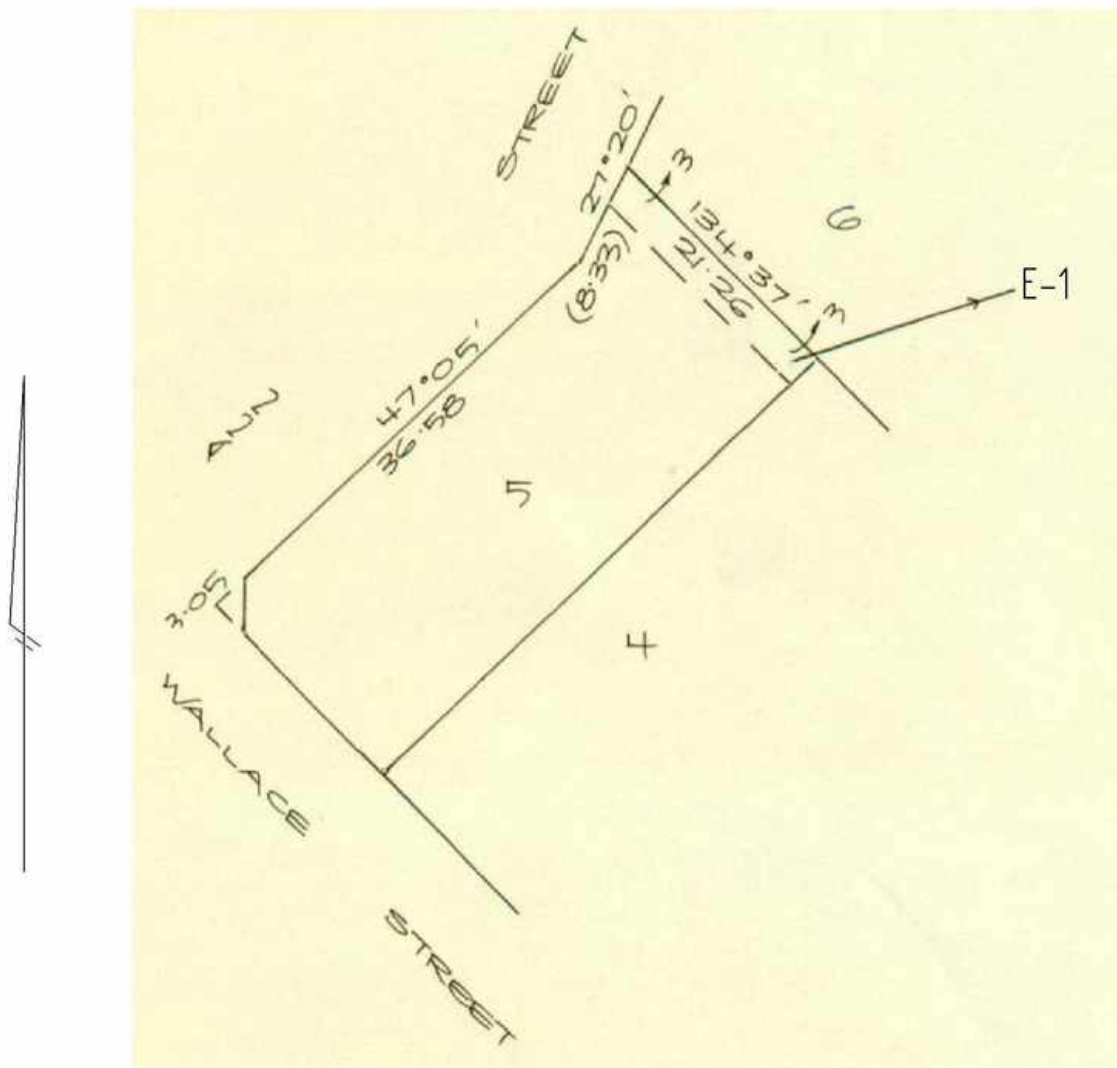 STREET
27°20'
(8.33)
3
134°37'
21.26
3
6
E-1
47°05'
36.58
ANN
5
3.05
4
WALLACE
STREET